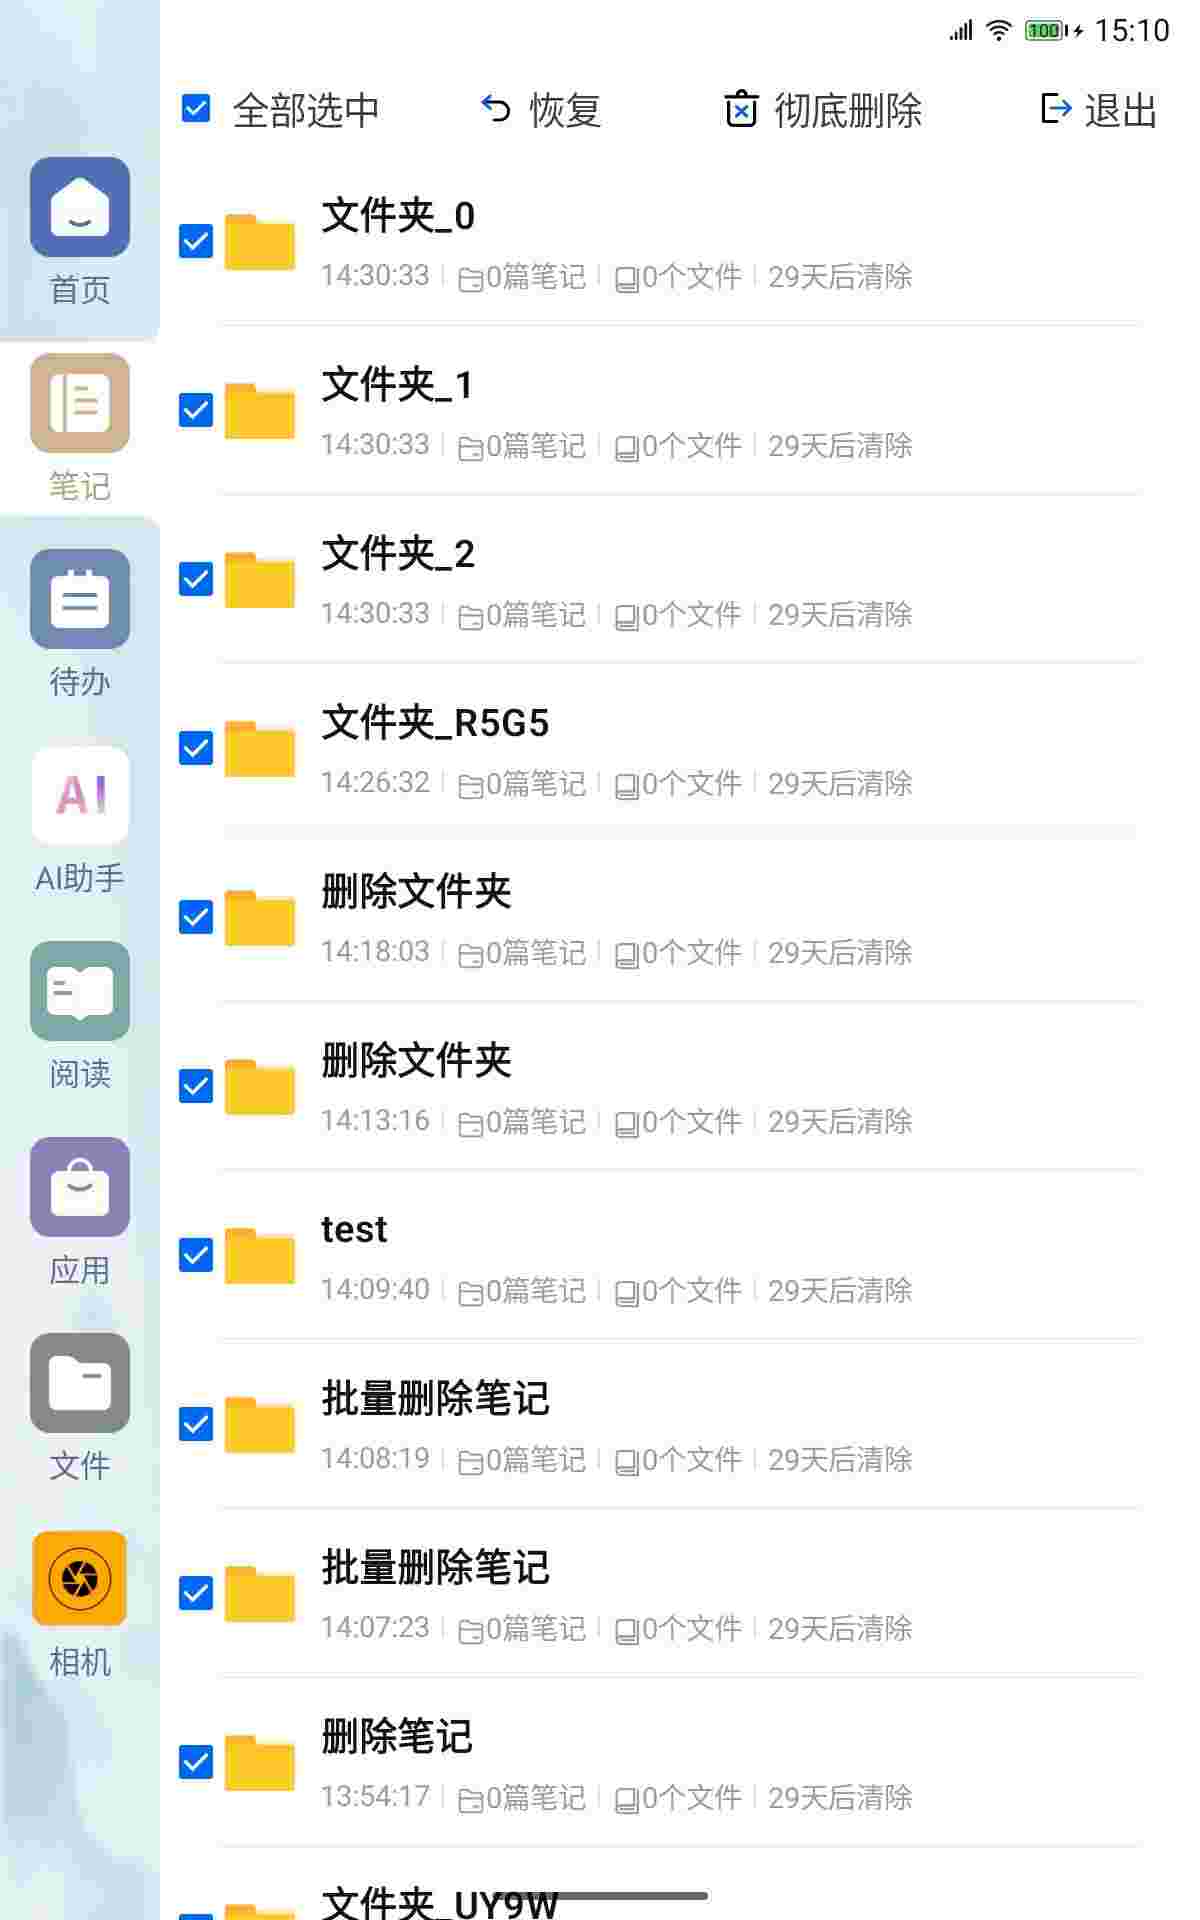 100 15:10
全部选中 恢复 彻底删除 退出
首页
笔记
待办
AI
AI助手
阅读
应用
文件
相机
文件夹_0
14:30:33 0篇笔记 0个文件 29天后清除
文件夹_1
14:30:33 0篇笔记 0个文件 29天后清除
文件夹_2
14:30:33 0篇笔记 0个文件 29天后清除
文件夹_R5G5
14:26:32 0篇笔记 0个文件 29天后清除
删除文件夹
14:18:03 0篇笔记 0个文件 29天后清除
删除文件夹
14:13:16 0篇笔记 0个文件 29天后清除
test
14:09:40 0篇笔记 0个文件 29天后清除
批量删除笔记
14:08:19 0篇笔记 0个文件 29天后清除
批量删除笔记
14:07:23 0篇笔记 0个文件 29天后清除
删除笔记
13:54:17 0篇笔记 0个文件 29天后清除
文件夹_UY9W